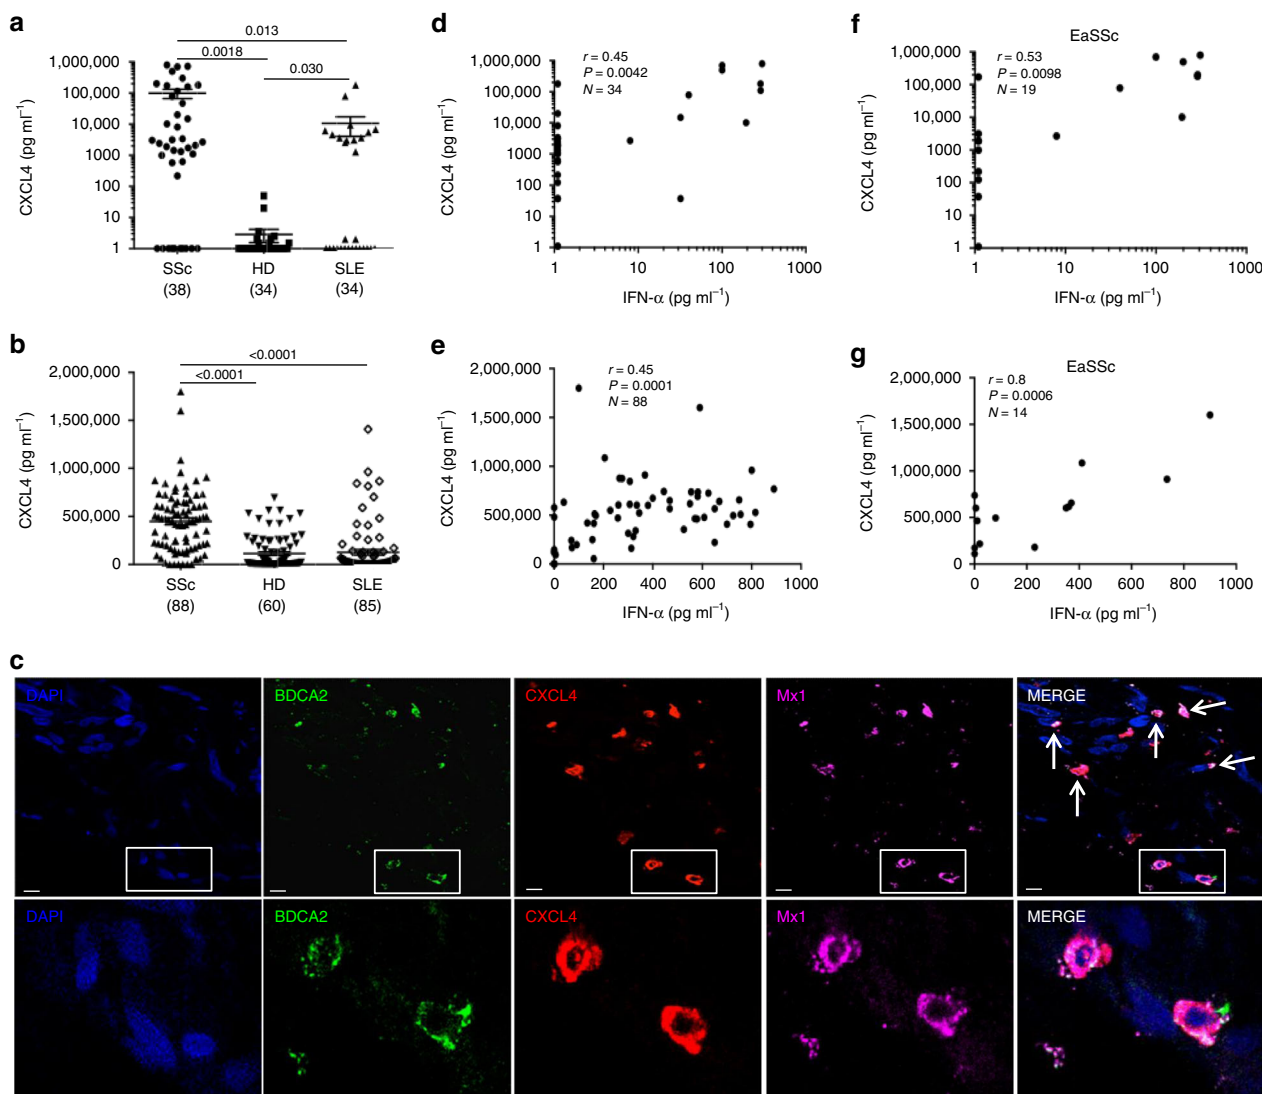 a
0.013
0.0018
0.030
1,000,000
100,000
10,000
1000
100
10
1
CXCL4 (pg ml−1)
SSc HD SLE
(38) (34) (34)
d
r = 0.45
P = 0.0042
N = 34
1,000,000
100,000
10,000
1000
100
10
1
CXCL4 (pg ml−1)
1 10 100 1000
IFN-α (pg ml−1)
f
EaSSc
r = 0.53
P = 0.0098
N = 19
1,000,000
100,000
10,000
1000
100
10
1
CXCL4 (pg ml−1)
1 10 100 1000
IFN-α (pg ml−1)
b
<0.0001
<0.0001
2,000,000
1,500,000
1,000,000
500,000
0
CXCL4 (pg ml−1)
SSc HD SLE
(88) (60) (85)
e
r = 0.45
P = 0.0001
N = 88
2,000,000
1,500,000
1,000,000
500,000
0
CXCL4 (pg ml−1)
0 200 400 600 800 1000
IFN-α (pg ml−1)
g
EaSSc
r = 0.8
P = 0.0006
N = 14
2,000,000
1,500,000
1,000,000
500,000
0
CXCL4 (pg ml−1)
0 200 400 600 800 1000
IFN-α (pg ml−1)
c
DAPI BDCA2 CXCL4 Mx1 MERGE
DAPI BDCA2 CXCL4 Mx1 MERGE